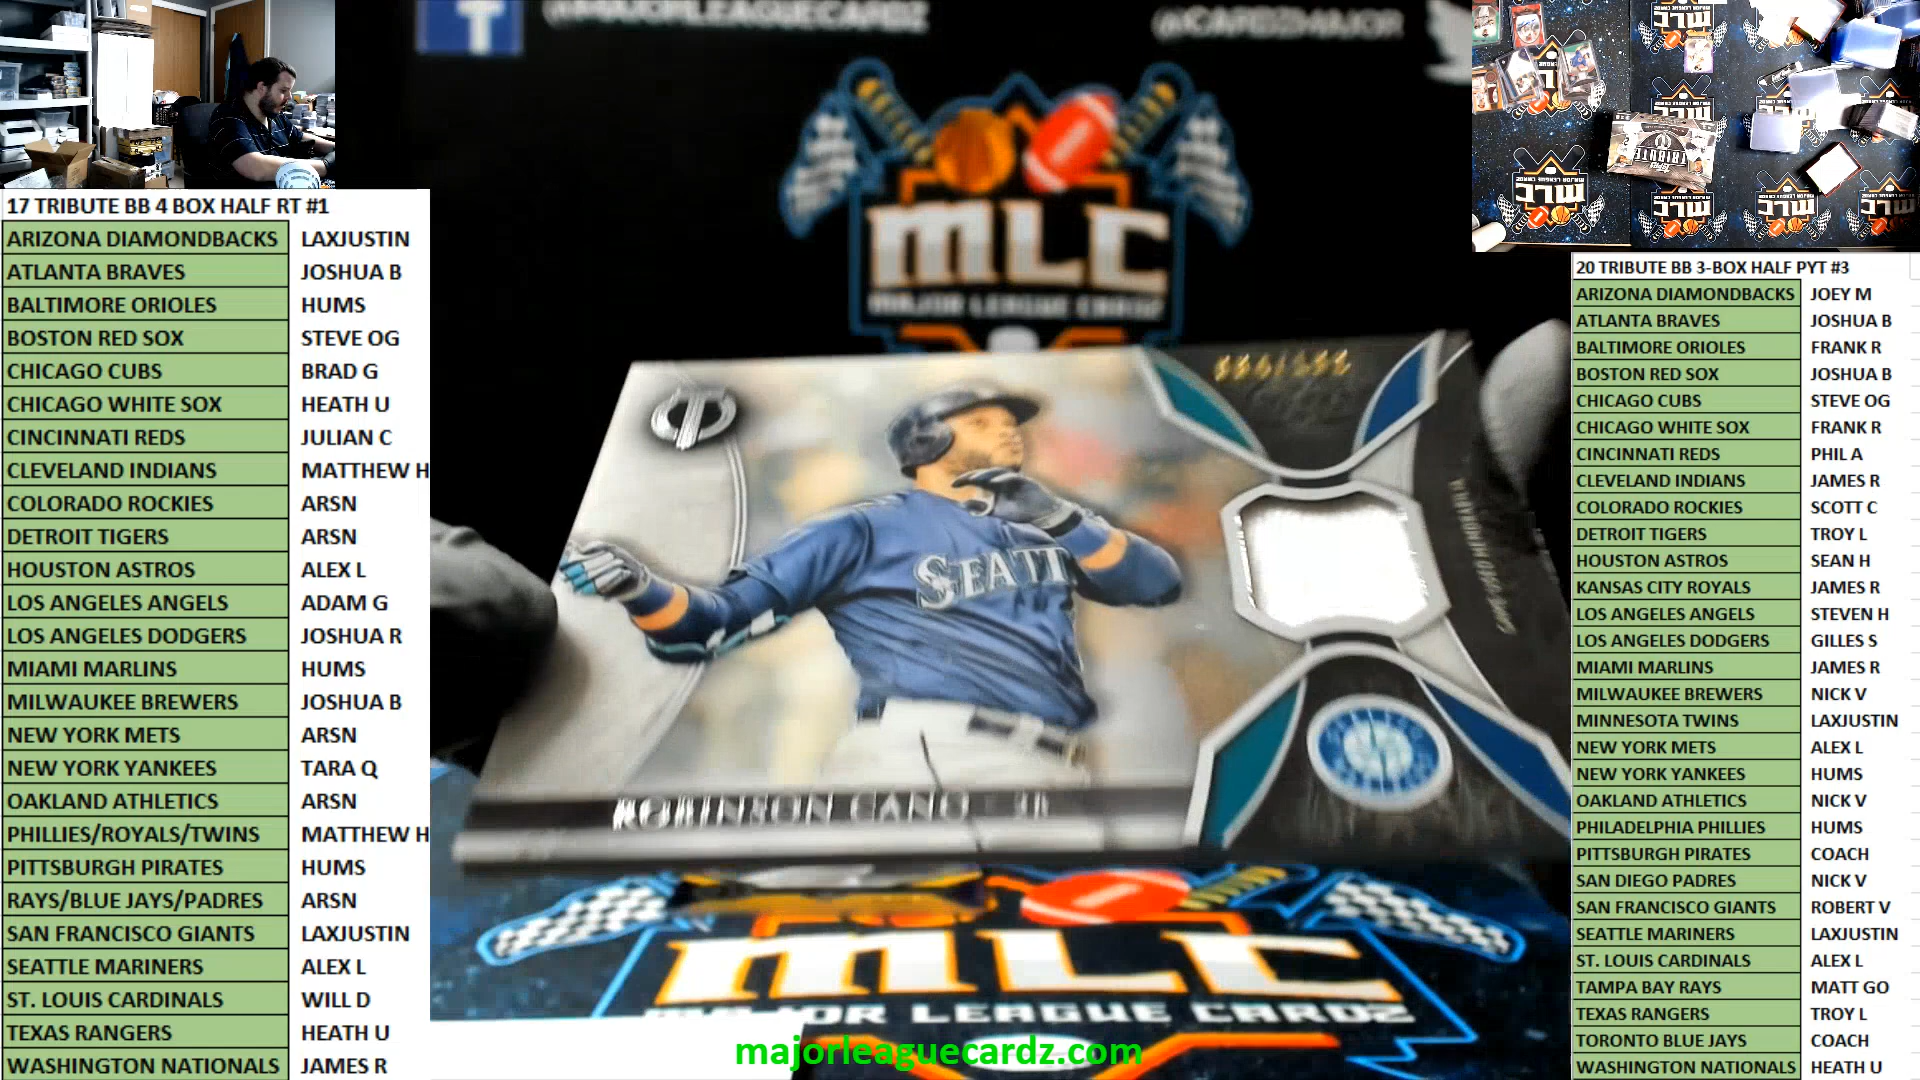 @MAJORLEAGUECARDZ
@CARDZMAJOR
MLC
MAJOR LEAGUE CARDZ
17 TRIBUTE BB 4 BOX HALF RT #1
ARIZONA DIAMONDBACKS LAXJUSTIN
ATLANTA BRAVES JOSHUA B
BALTIMORE ORIOLES HUMS
BOSTON RED SOX STEVE OG
CHICAGO CUBS BRAD G
CHICAGO WHITE SOX HEATH U
CINCINNATI REDS JULIAN C
CLEVELAND INDIANS MATTHEW H
COLORADO ROCKIES ARSN
DETROIT TIGERS ARSN
HOUSTON ASTROS ALEX L
LOS ANGELES ANGELS ADAM G
LOS ANGELES DODGERS JOSHUA R
MIAMI MARLINS HUMS
MILWAUKEE BREWERS JOSHUA B
NEW YORK METS ARSN
NEW YORK YANKEES TARA Q
OAKLAND ATHLETICS ARSN
PHILLIES/ROYALS/TWINS MATTHEW H
PITTSBURGH PIRATES HUMS
RAYS/BLUE JAYS/PADRES ARSN
SAN FRANCISCO GIANTS LAXJUSTIN
SEATTLE MARINERS ALEX L
ST. LOUIS CARDINALS WILL D
TEXAS RANGERS HEATH U
WASHINGTON NATIONALS JAMES R
SEATT
ROBINSON CANO 2B
MLC
MAJOR LEAGUE CARDZ
majorleaguecardz.com
TRIBUTE
MLC
20 TRIBUTE BB 3-BOX HALF PYT #3
ARIZONA DIAMONDBACKS JOEY M
ATLANTA BRAVES JOSHUA B
BALTIMORE ORIOLES FRANK R
BOSTON RED SOX JOSHUA B
CHICAGO CUBS STEVE OG
CHICAGO WHITE SOX FRANK R
CINCINNATI REDS PHIL A
CLEVELAND INDIANS JAMES R
COLORADO ROCKIES SCOTT C
DETROIT TIGERS TROY L
HOUSTON ASTROS SEAN H
KANSAS CITY ROYALS JAMES R
LOS ANGELES ANGELS STEVEN H
LOS ANGELES DODGERS GILLES S
MIAMI MARLINS JAMES R
MILWAUKEE BREWERS NICK V
MINNESOTA TWINS LAXJUSTIN
NEW YORK METS ALEX L
NEW YORK YANKEES HUMS
OAKLAND ATHLETICS NICK V
PHILADELPHIA PHILLIES HUMS
PITTSBURGH PIRATES COACH
SAN DIEGO PADRES NICK V
SAN FRANCISCO GIANTS ROBERT V
SEATTLE MARINERS LAXJUSTIN
ST. LOUIS CARDINALS ALEX L
TAMPA BAY RAYS MATT GO
TEXAS RANGERS TROY L
TORONTO BLUE JAYS COACH
WASHINGTON NATIONALS HEATH U